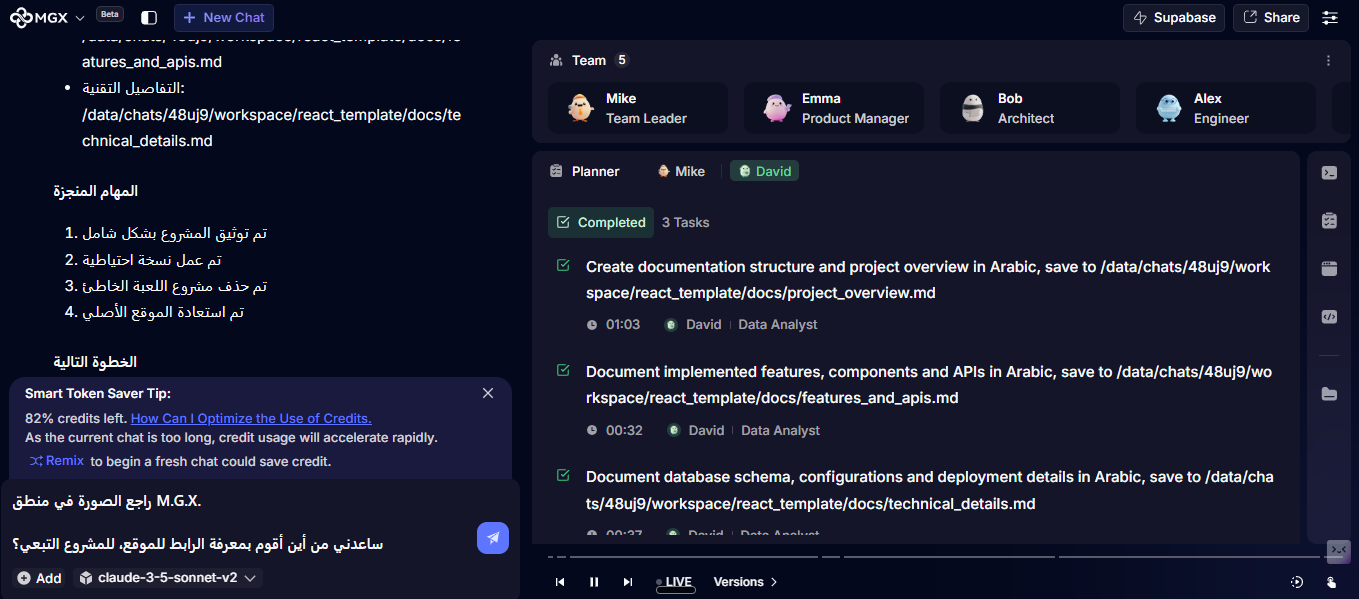 MGX
Beta
+ New Chat
Supabase
Share
atures_and_apis.md
• التفاصيل التقنية:
/data/chats/48uj9/workspace/react_template/docs/te
chnical_details.md
المهام المنجزة
1. تم توثيق المشروع بشكل شامل
2. تم عمل نسخة احتياطية
3. تم حذف مشروع اللعبة الخاطئ
4. تم استعادة الموقع الأصلي
الخطوة التالية
Smart Token Saver Tip:
82% credits left. How Can I Optimize the Use of Credits.
As the current chat is too long, credit usage will accelerate rapidly.
Remix to begin a fresh chat could save credit.
راجع الصورة في منطق M.G.X.
ساعدني من أين أقوم بمعرفة الرابط للموقع، للمشروع التبعي؟
Add
claude-3-5-sonnet-v2
Team 5
Mike
Team Leader
Emma
Product Manager
Bob
Architect
Alex
Engineer
Planner
Mike
David
Completed
3 Tasks
Create documentation structure and project overview in Arabic, save to /data/chats/48uj9/work
space/react_template/docs/project_overview.md
01:03 David Data Analyst
Document implemented features, components and APIs in Arabic, save to /data/chats/48uj9/wo
rkspace/react_template/docs/features_and_apis.md
00:32 David Data Analyst
Document database schema, configurations and deployment details in Arabic, save to /data/cha
ts/48uj9/workspace/react_template/docs/technical_details.md
00:37 David Data Analyst
LIVE
Versions